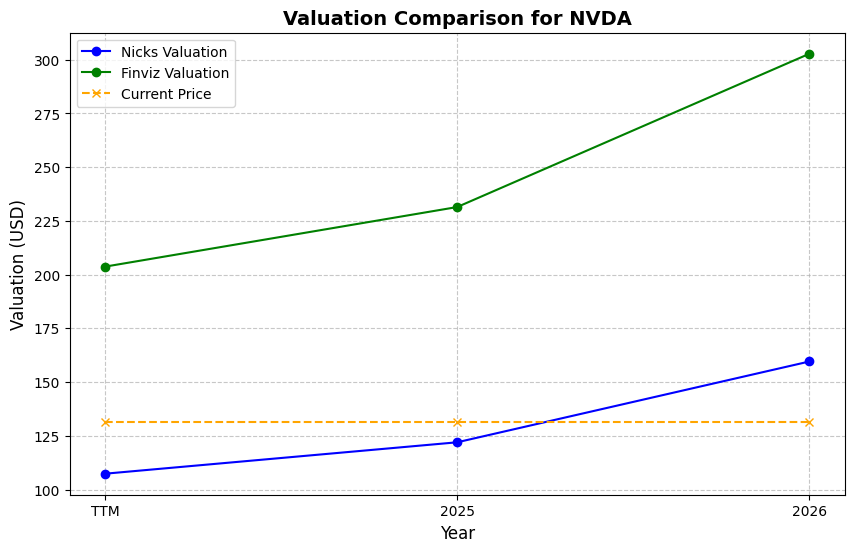 Valuation Comparison for NVDA
Nicks Valuation
Finviz Valuation
Current Price
Valuation (USD)
300
275
250
225
200
175
150
125
100
TTM
2025
2026
Year